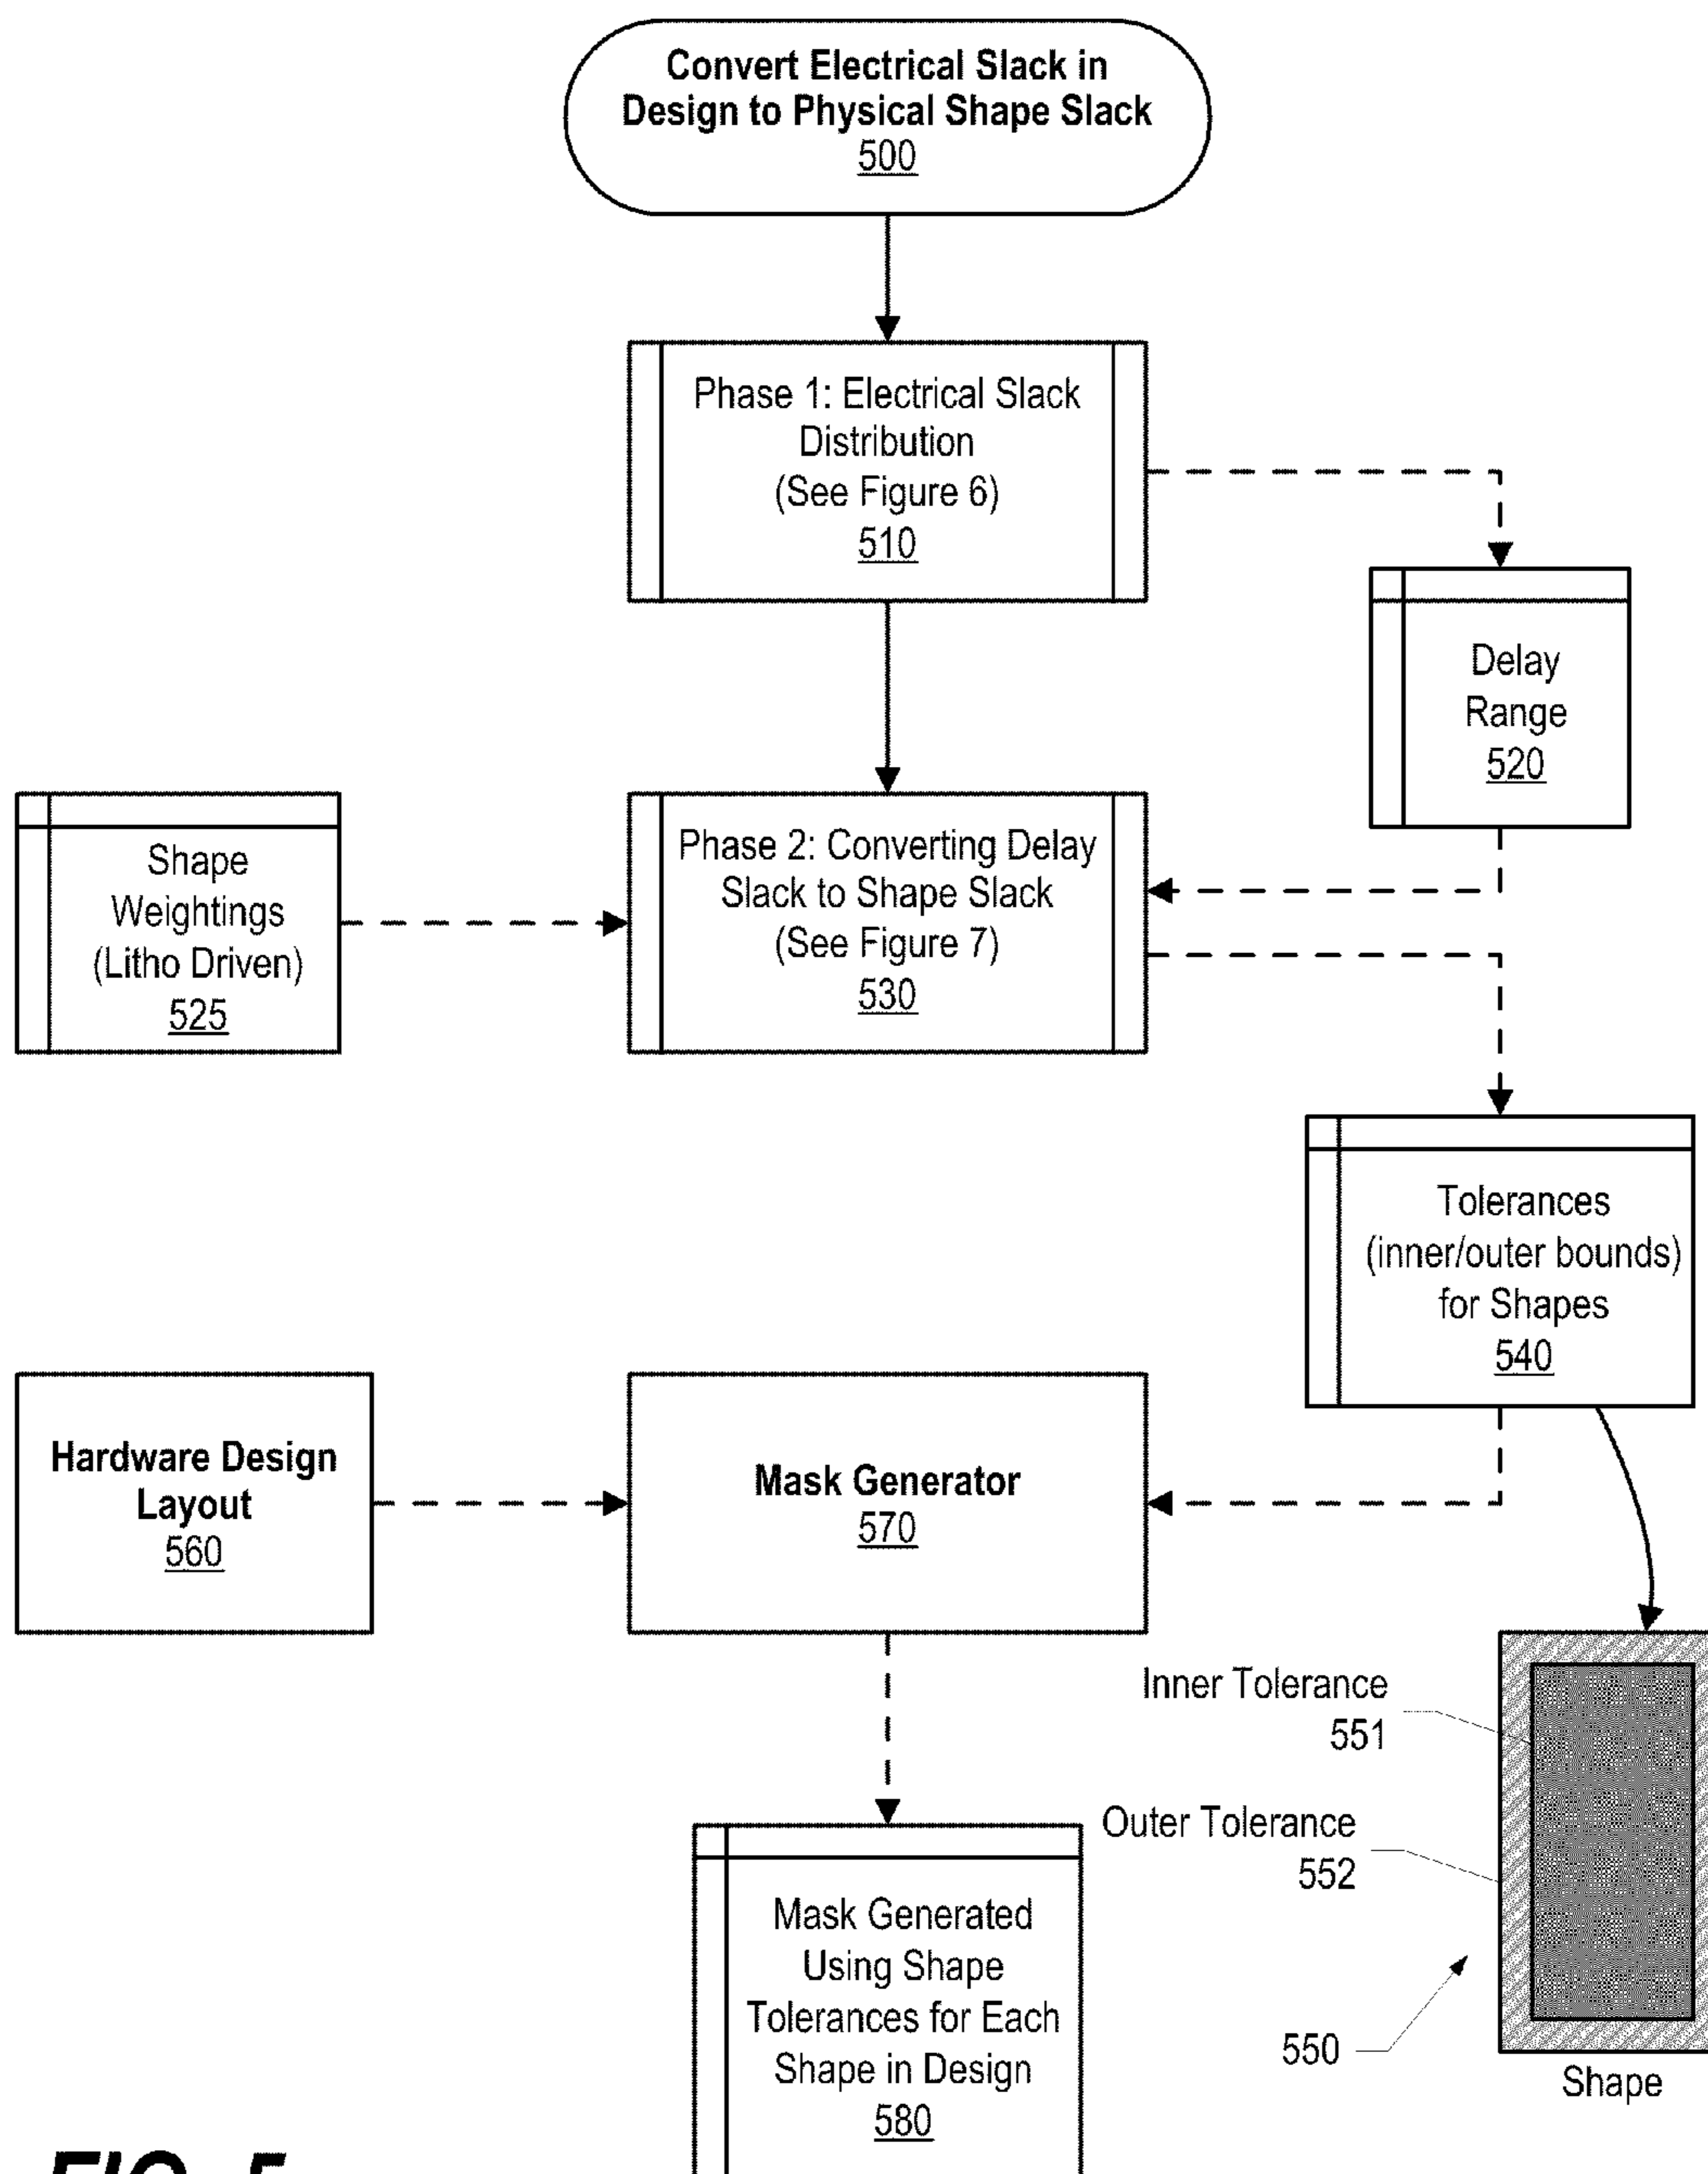 Convert Electrical Slack in
Design to Physical Shape Slack
500
Phase 1: Electrical Slack
Distribution
(See Figure 6)
510
Delay
Range
520
Shape
Weightings
(Litho Driven)
525
Phase 2: Converting Delay
Slack to Shape Slack
(See Figure 7)
530
Tolerances
(inner/outer bounds)
for Shapes
540
Hardware Design
Layout
560
Mask Generator
570
Inner Tolerance
551
Outer Tolerance
552
550
Shape
Mask Generated
Using Shape
Tolerances for Each
Shape in Design
580
FIG. 5